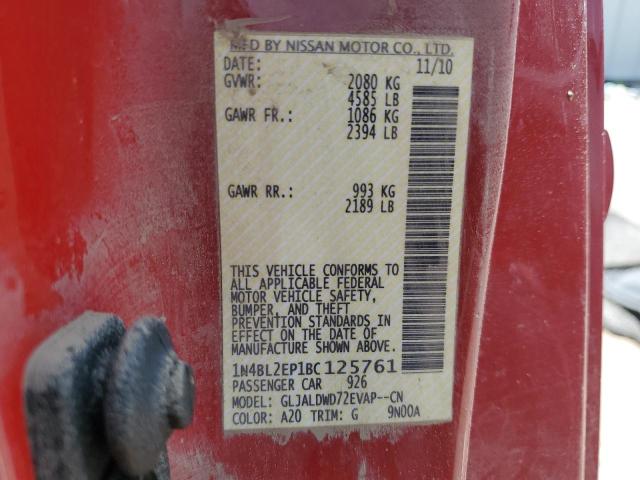 MFD BY NISSAN MOTOR CO., LTD.
DATE: 11/10
GVWR: 2080 KG
4585 LB
GAWR FR.: 1086 KG
2394 LB
GAWR RR.: 993 KG
2189 LB
THIS VEHICLE CONFORMS TO
ALL APPLICABLE FEDERAL
MOTOR VEHICLE SAFETY,
BUMPER, AND THEFT
PREVENTION STANDARDS IN
EFFECT ON THE DATE OF
MANUFACTURE SHOWN ABOVE.
1N4BL2EP1BC125761
PASSENGER CAR 926
MODEL: GLJALDWD72EVAP--CN
COLOR: A20 TRIM: G 9N00A